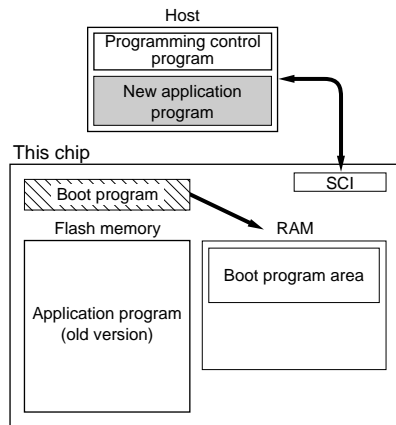 Host
Programming control
program
New application
program
This chip
SCI
Boot program
Flash memory
RAM
Boot program area
Application program
(old version)